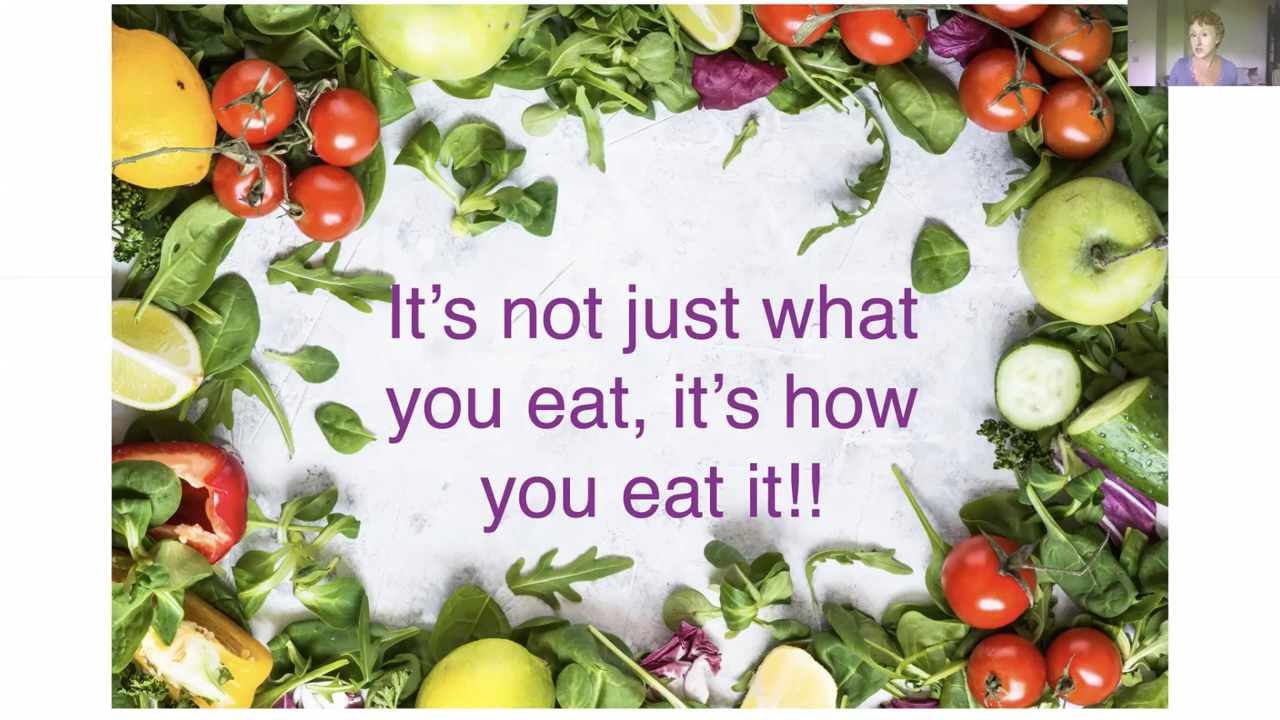 It’s not just what
you eat, it’s how
you eat it!!